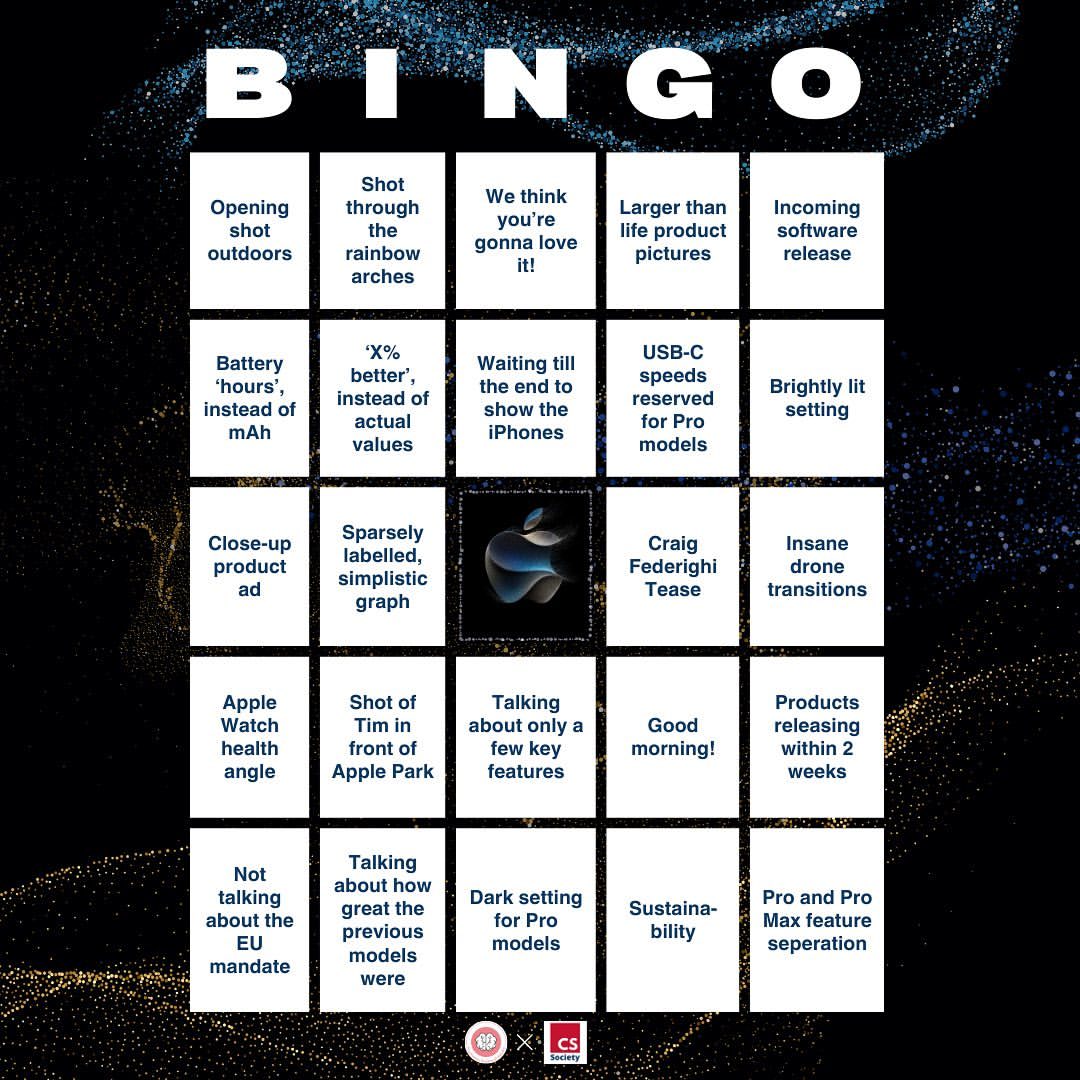 B I N G O
Opening
shot
outdoors
Shot
through
the
rainbow
arches
We think
you’re
gonna love
it!
Larger than
life product
pictures
Incoming
software
release
Battery
‘hours’,
instead of
mAh
‘X%
better’,
instead of
actual
values
Waiting till
the end to
show the
iPhones
USB-C
speeds
reserved
for Pro
models
Brightly lit
setting
Close-up
product
ad
Sparsely
labelled,
simplistic
graph
Craig
Federighi
Tease
Insane
drone
transitions
Apple
Watch
health
angle
Shot of
Tim in
front of
Apple Park
Talking
about only a
few key
features
Good
morning!
Products
releasing
within 2
weeks
Not
talking
about the
EU
mandate
Talking
about how
great the
previous
models
were
Dark setting
for Pro
models
Sustaina-
bility
Pro and Pro
Max feature
seperation
CS
Society